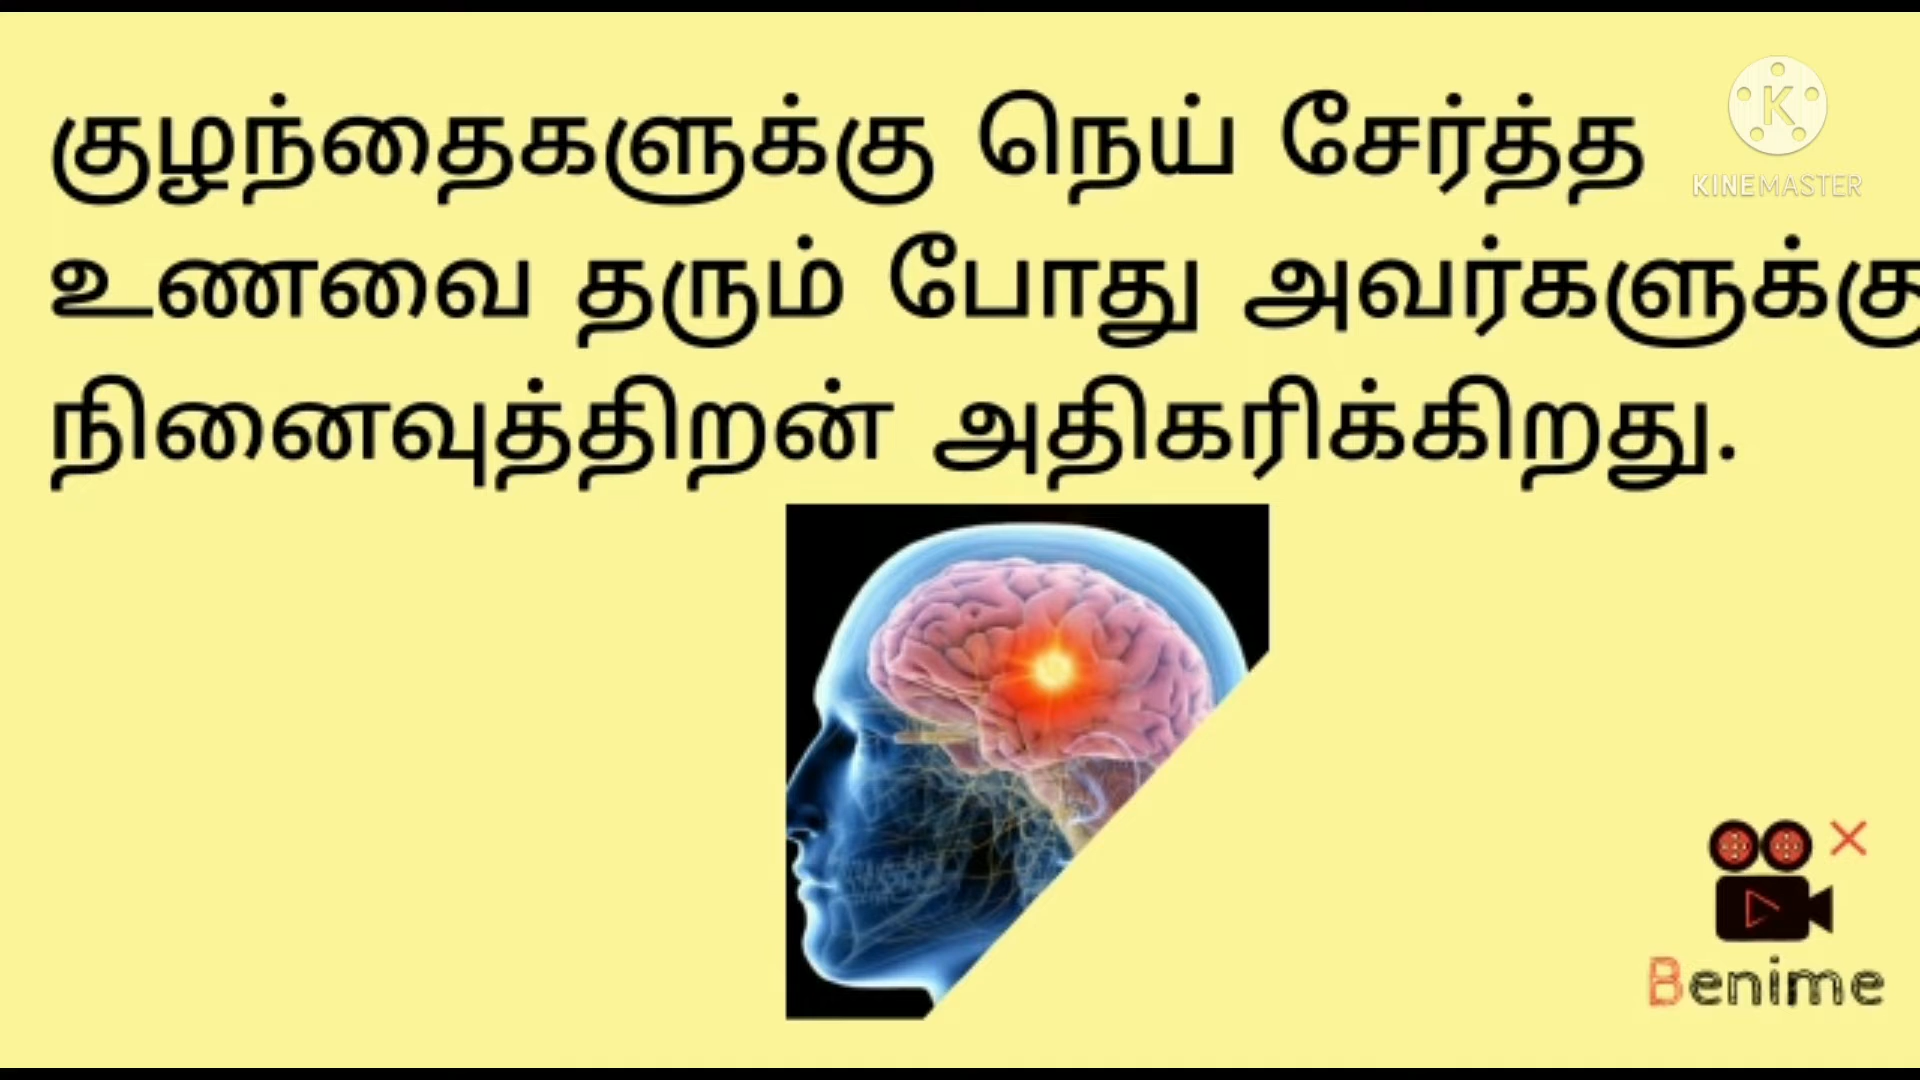 குழந்தைகளுக்கு நெய் சேர்த்த
உணவை தரும் போது அவர்களுக்கு
நினைவுத்திறன் அதிகரிக்கிறது.
K
KINEMASTER
Benime